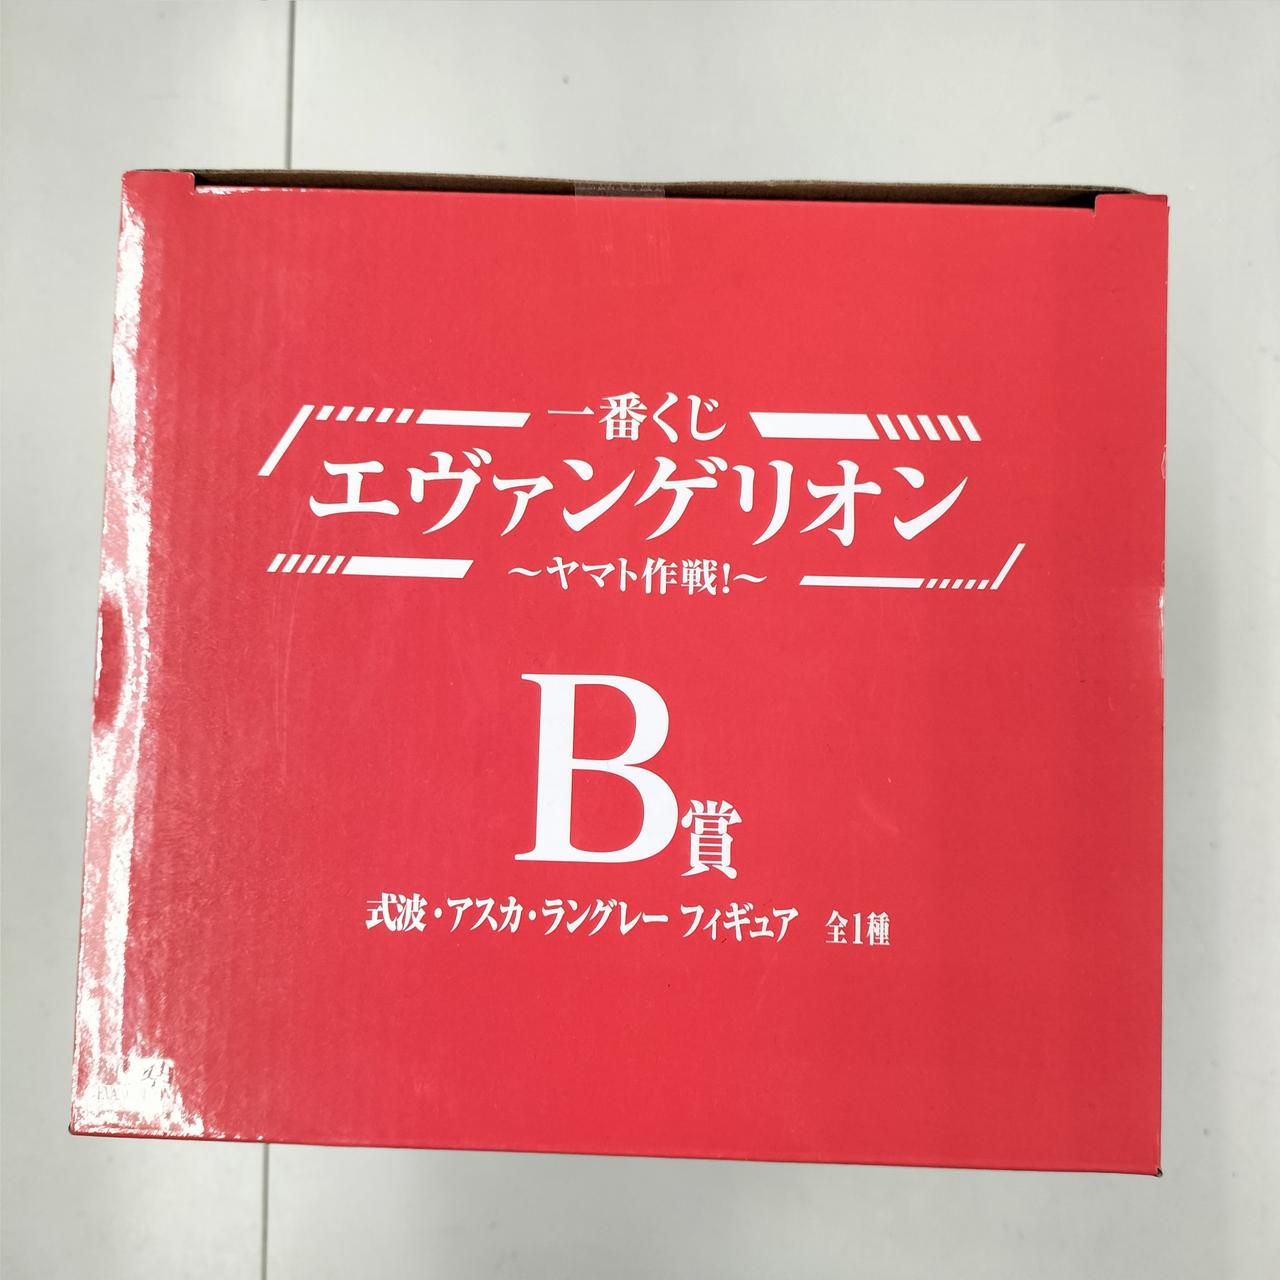 一番くじ
エヴァンゲリオン
～ヤマト作戦!～
B賞
式波・アスカ・ラングレー フィギュア 全1種